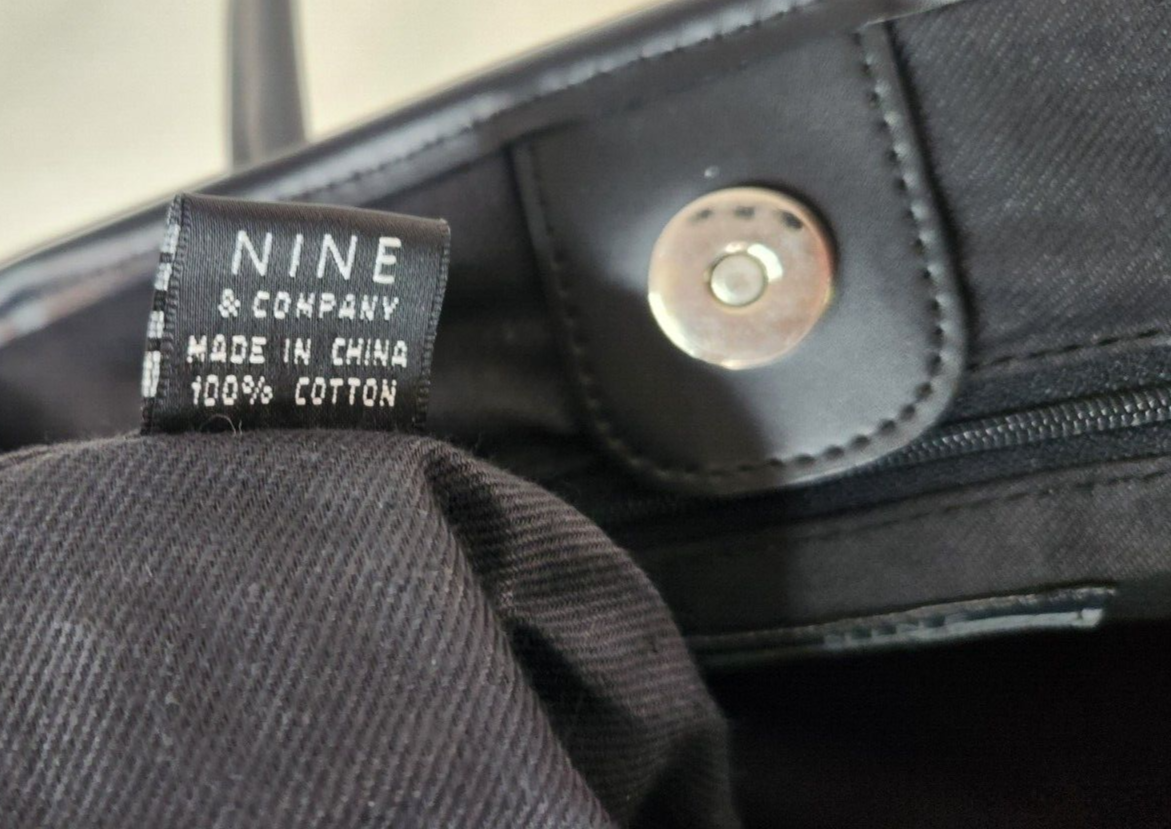 NINE
& COMPANY
MADE IN CHINA
100% COTTON